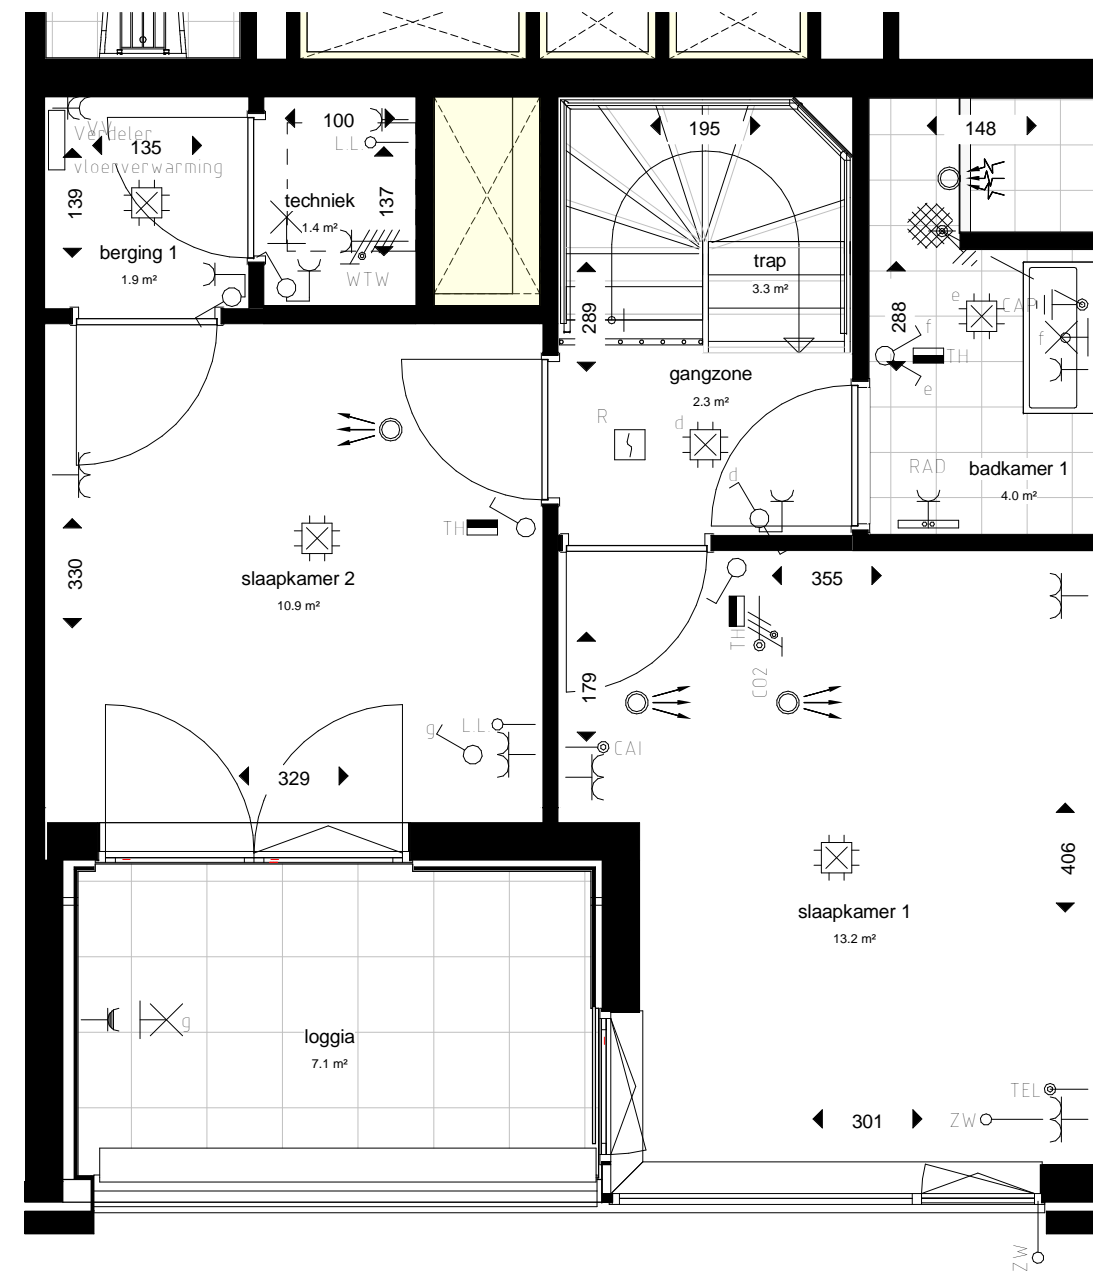 100
195
148
Verdeler
135
L.L.
vloerverwarming
139
techniek
1.4 m²
137
berging 1
1.9 m²
WTW
trap
3.3 m²
289
288
e
CAP
f
f
TH
e
gangzone
2.3 m²
R
d
RAD
badkamer 1
4.0 m²
d
TH
330
slaapkamer 2
10.9 m²
355
TH
CO2
179
g
L.L.
CAI
329
406
slaapkamer 1
13.2 m²
g
loggia
7.1 m²
TEL
301
ZW
ZW